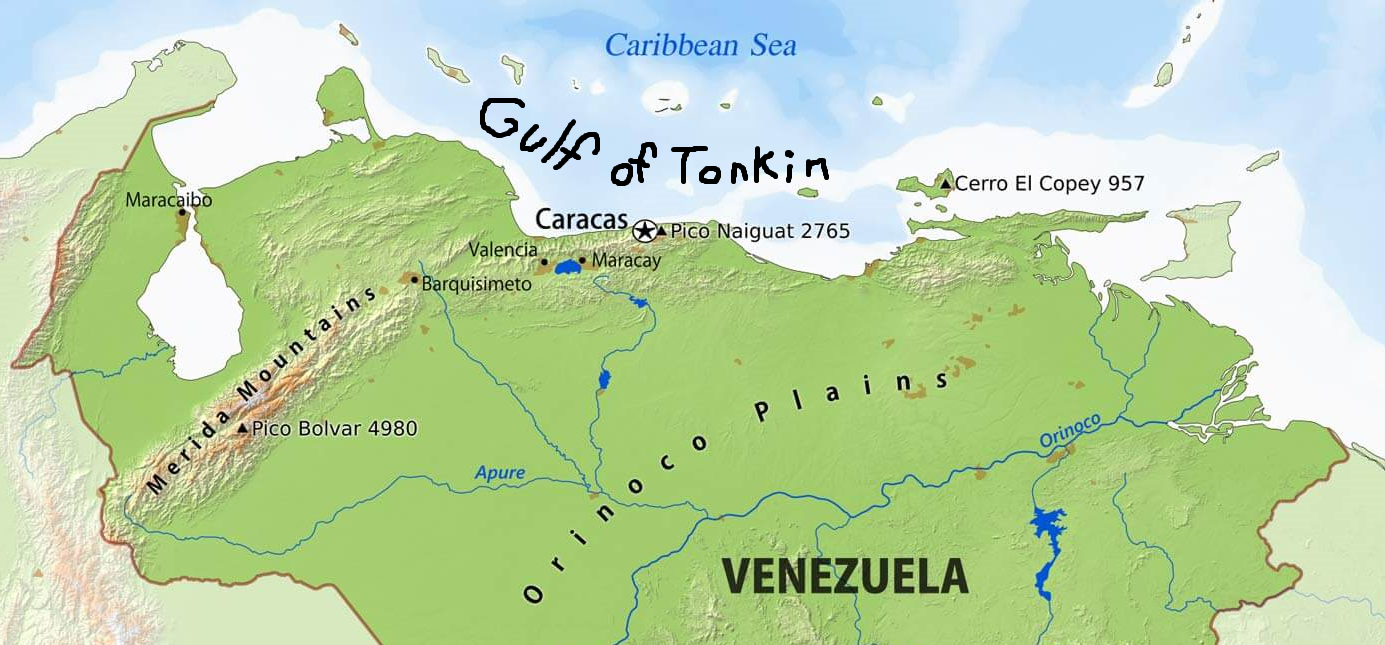 Caribbean Sea
Gulf of Tonkin
Cerro El Copey 957
Maracaibo
Caracas
Pico Naiguat 2765
Valencia
Maracay
Barquisimeto
Merida Mountains
Pico Bolvar 4980
Orinoco Plains
Orinoco
Apure
VENEZUELA